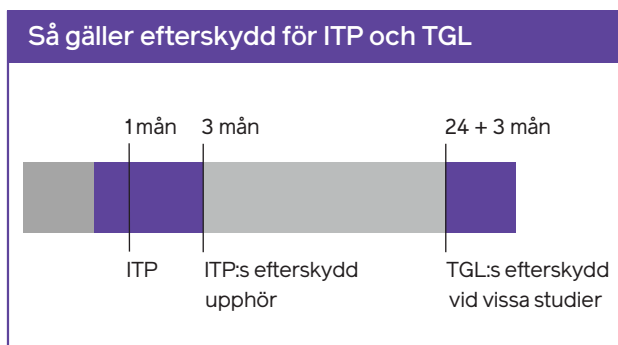 Så gäller efterskydd för ITP och TGL
1 mån
3 mån
24 + 3 mån
ITP
ITP:s efterskydd
upphör
TGL:s efterskydd
vid vissa studier